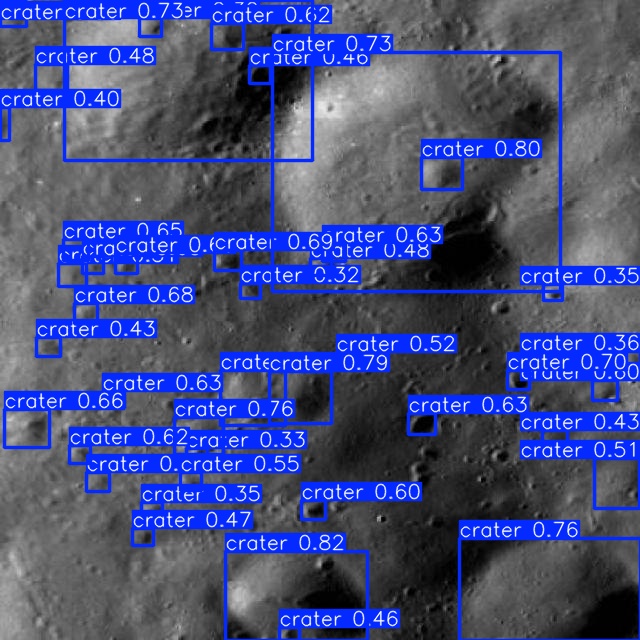 crater
crater 0.73
crater 0.62
crater 0.73
crater 0.48
crater 0.46
crater 0.40
crater 0.80
crater 0.65
crater 0.63
crater 0.69
crater 0.48
crater 0.32
crater 0.35
crater 0.68
crater 0.43
crater 0.52
crater 0.36
crater 0.79
crater 0.70
crater 0.63
crater 0.66
crater 0.76
crater 0.63
crater 0.43
crater 0.62
crater 0.33
crater 0.51
crater 0.55
crater 0.35
crater 0.60
crater 0.47
crater 0.76
crater 0.82
crater 0.46